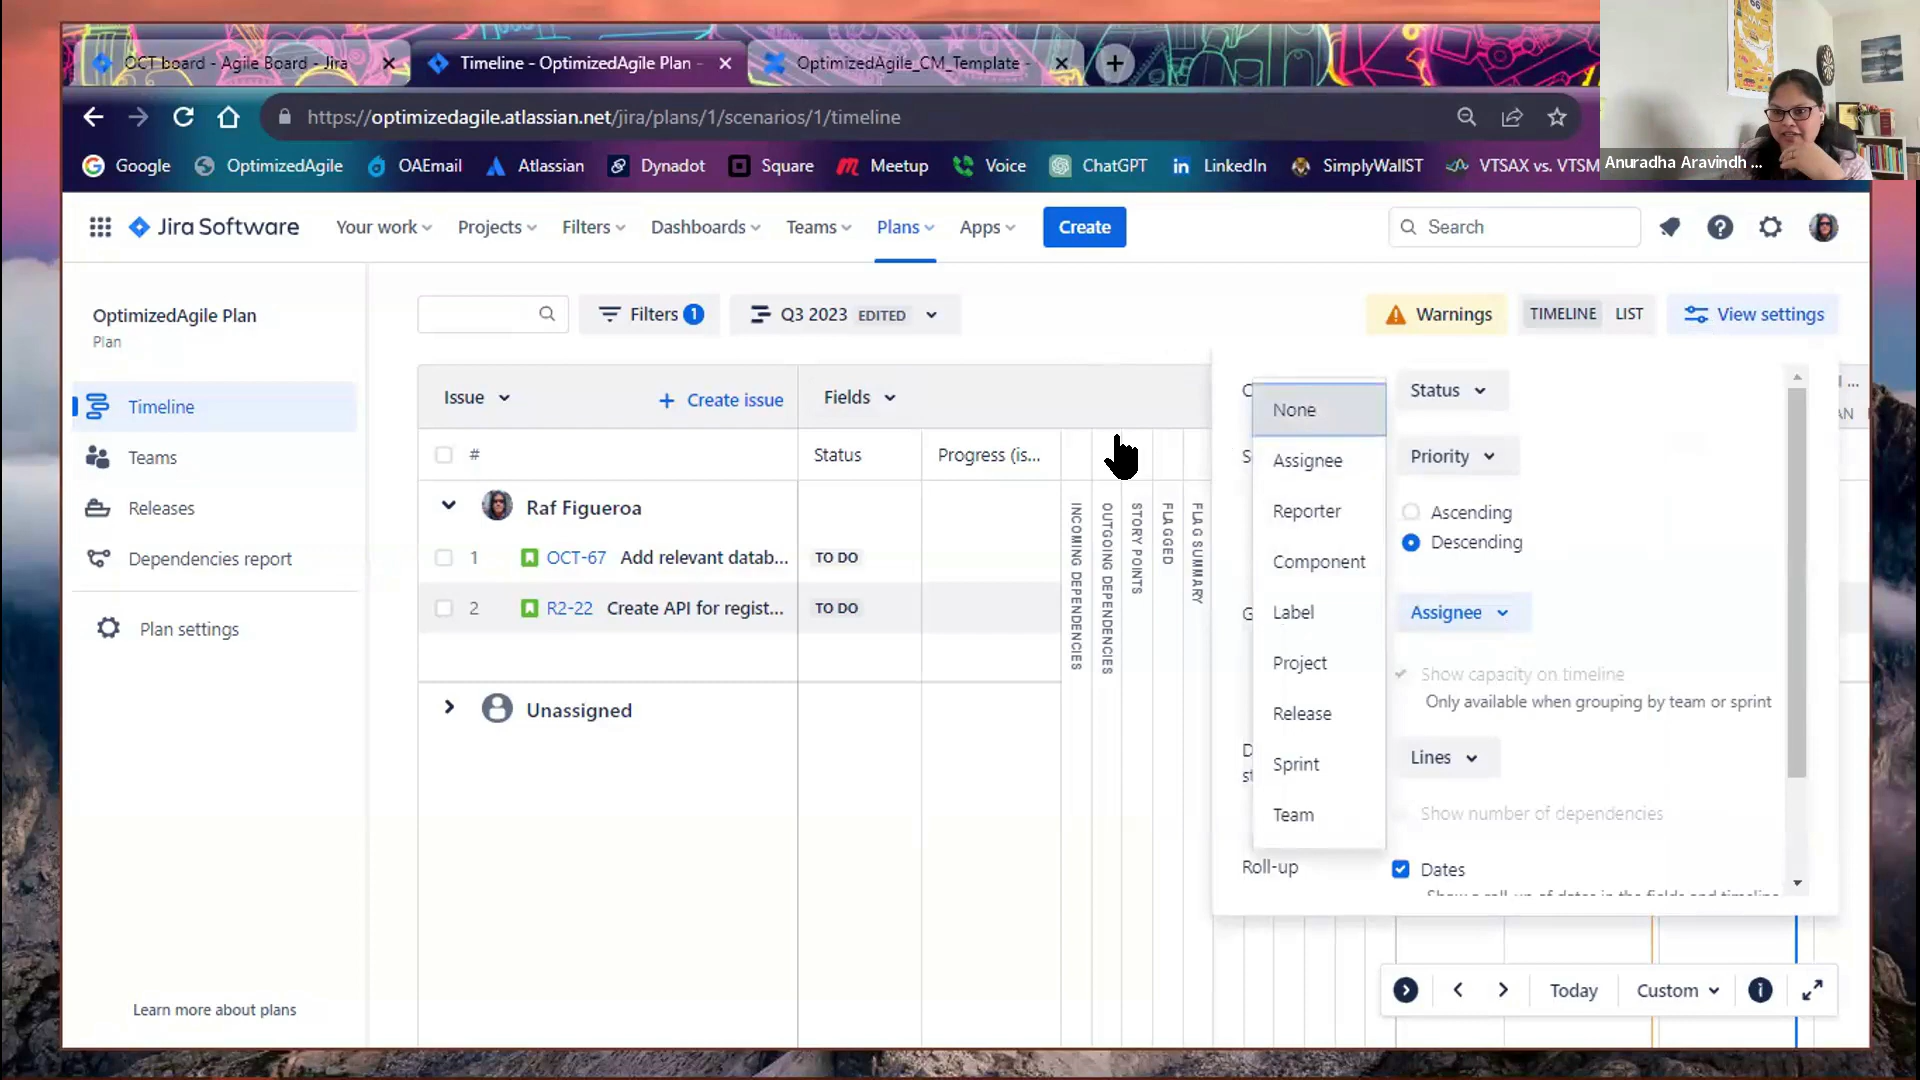 OCT board - Agile Board - Jira
Timeline - OptimizedAgile Plan -
OptimizedAgile_CM_Template -
https://optimizedagile.atlassian.net/jira/plans/1/scenarios/1/timeline
Google
OptimizedAgile
OAEmail
Atlassian
Dynadot
Square
Meetup
Voice
ChatGPT
LinkedIn
SimplyWallST
VTSAX vs. VTSM
Anuradha Aravindh ...
Jira Software
Your work
Projects
Filters
Dashboards
Teams
Plans
Apps
Create
Search
OptimizedAgile Plan
Plan
Timeline
Teams
Releases
Dependencies report
Plan settings
Learn more about plans
Filters 1
Q3 2023 EDITED
Warnings
TIMELINE
LIST
View settings
Issue
+ Create issue
Fields
#
Status
Progress (is...
Raf Figueroa
1 OCT-67 Add relevant datab... TO DO
2 R2-22 Create API for regist... TO DO
Unassigned
INCOMING DEPENDENCIES
OUTGOING DEPENDENCIES
STORY POINTS
FLAGGED
FLAG SUMMARY
None
Assignee
Reporter
Component
Label
Project
Release
Sprint
Team
Status
Priority
Ascending
Descending
Assignee
Show capacity on timeline
Only available when grouping by team or sprint
Lines
Show number of dependencies
Roll-up
Dates
Today
Custom